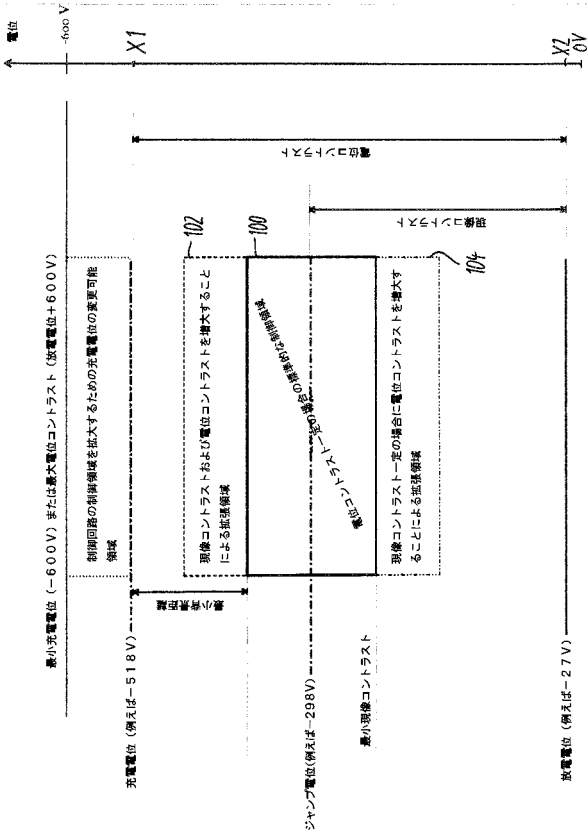 電位
-600 V
X1
X2
0V
最小充電電位（-600V）または最大電位コントラスト（放電電位+600V）
制御回路の制御領域を拡大するための充電電位の変更可能
領域
充電電位（例えば-518V）
電位コントラスト
現像コントラスト
102
100
104
現像コントラストおよび電位コントラストを増大すること
による拡張領域
電位コントラスト一定の場合の標準的な制御領域
最小背景距離
ジャンプ電位(例えば-298V)
現像コントラスト一定の場合に電位コントラストを増大す
ることによる拡張領域
最小現像コントラスト
放電電位（例えば-27V）